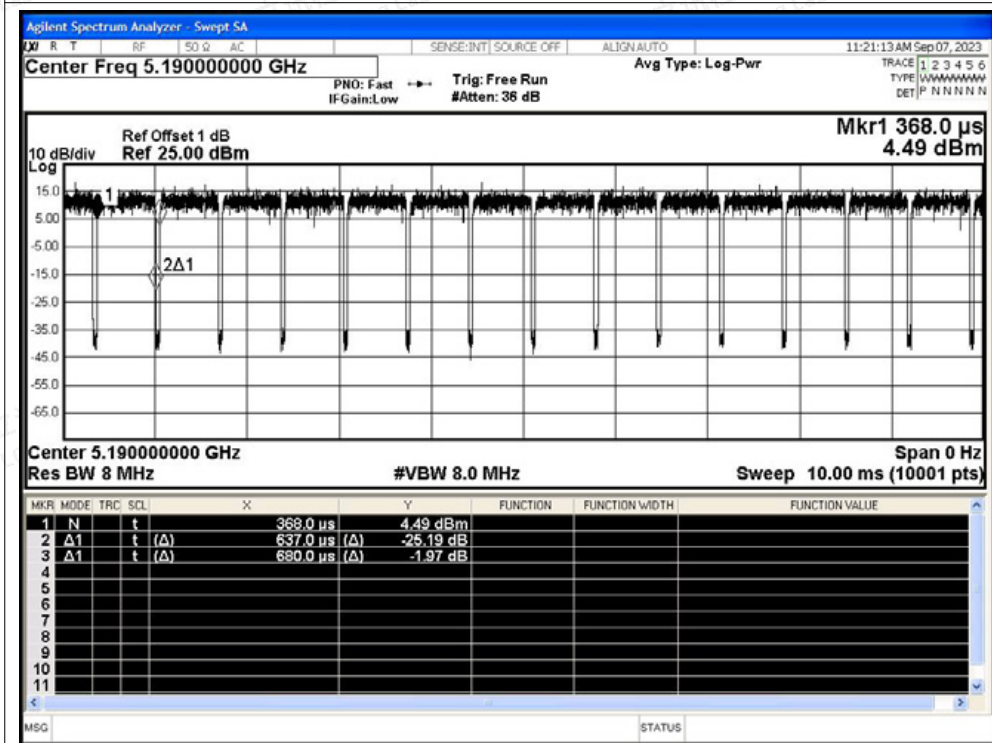 Agilent Spectrum Analyzer - Swept SA
LXI R T RF 50 Ω AC SENSE:INT SOURCE OFF ALIGN AUTO 11:21:13 AM Sep 07, 2023
Center Freq 5.190000000 GHz
Avg Type: Log-Pwr
TRACE 1 2 3 4 5 6
TYPE WWWWWW
DET P N N N N N
PNO: Fast
IFGain:Low
Trig: Free Run
#Atten: 36 dB
Mkr1 368.0 µs
4.49 dBm
Ref Offset 1 dB
10 dB/div Ref 25.00 dBm
Log
15.0
1
5.00
-5.00
2Δ1
-15.0
-25.0
-35.0
-45.0
-55.0
-65.0
Center 5.190000000 GHz Span 0 Hz
Res BW 8 MHz #VBW 8.0 MHz Sweep 10.00 ms (10001 pts)
MKR MODE TRC SCL X Y FUNCTION FUNCTION WIDTH FUNCTION VALUE
1 N t 368.0 µs 4.49 dBm
2 Δ1 t (Δ) 637.0 µs (Δ) -25.19 dB
3 Δ1 t (Δ) 680.0 µs (Δ) -1.97 dB
4
5
6
7
8
9
10
11
MSG STATUS